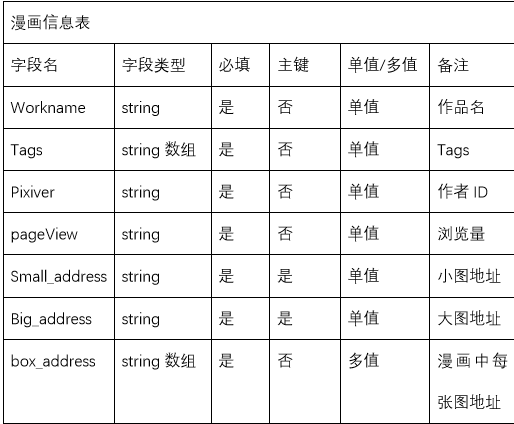 漫画信息表
字段名 字段类型 必填 主键 单值/多值 备注
Workname string 是 否 单值 作品名
Tags string 数组 是 否 单值 Tags
Pixiver string 是 否 单值 作者 ID
pageView string 是 否 单值 浏览量
Small_address string 是 是 单值 小图地址
Big_address string 是 是 单值 大图地址
box_address string 数组 是 否 多值 漫画中每
张图地址